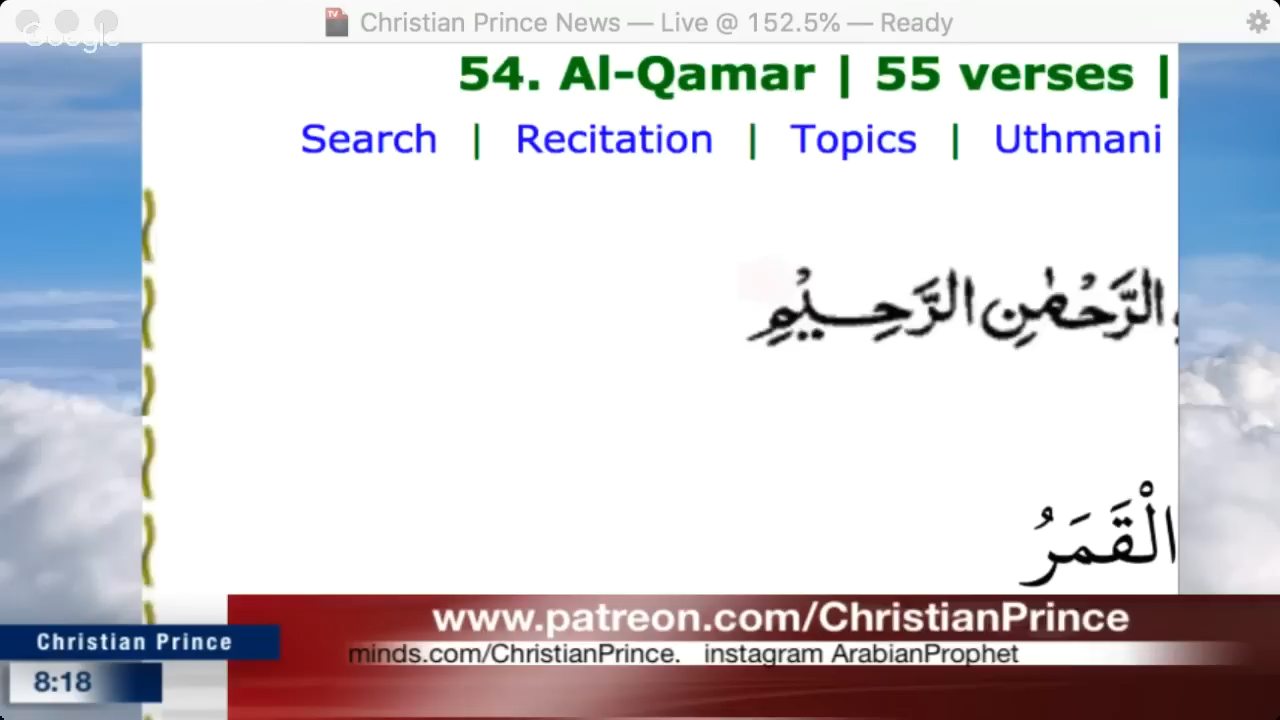 Christian Prince News — Live @ 152.5% — Ready
Google
54. Al-Qamar | 55 verses |
Search | Recitation | Topics | Uthmani
الرَّحْمٰنِ الرَّحِيْمِ
الْقَمَرُ
www.patreon.com/ChristianPrince
Christian Prince
minds.com/ChristianPrince. instagram ArabianProphet
8:18